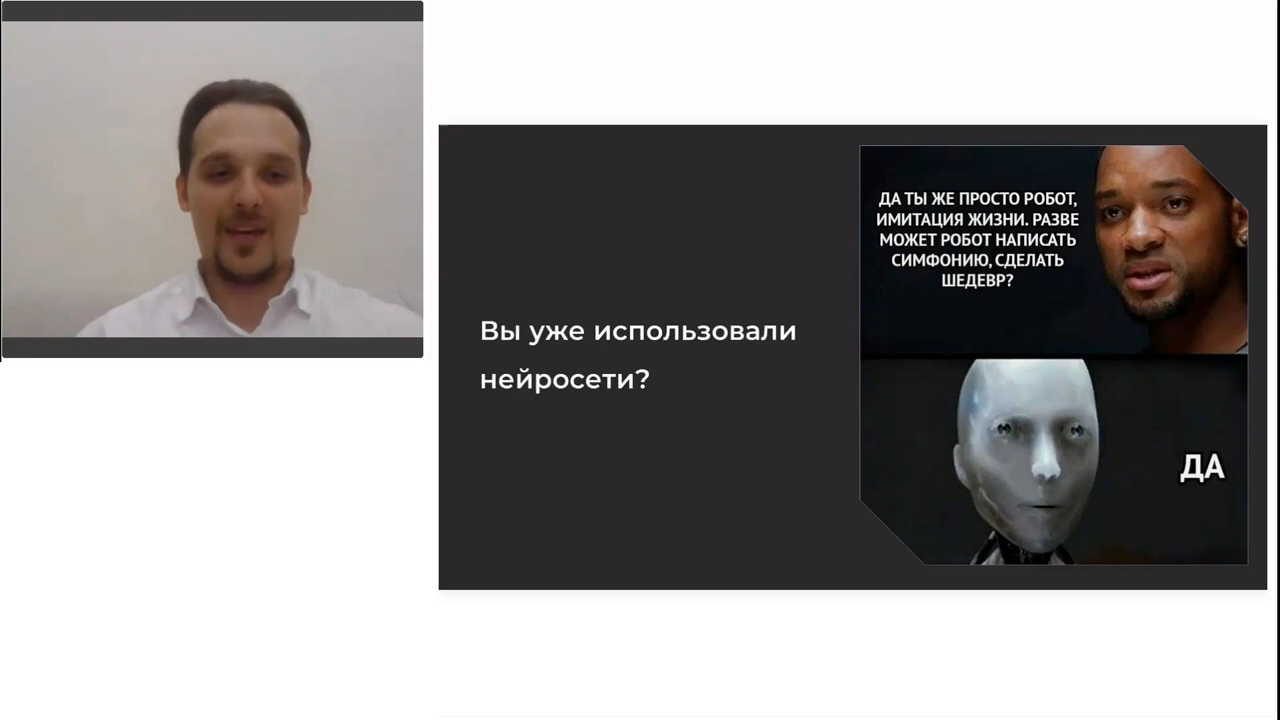 Вы уже использовали
нейросети?
ДА ТЫ ЖЕ ПРОСТО РОБОТ,
ИМИТАЦИЯ ЖИЗНИ. РАЗВЕ
МОЖЕТ РОБОТ НАПИСАТЬ
СИМФОНИЮ, СДЕЛАТЬ
ШЕДЕВР?
ДА